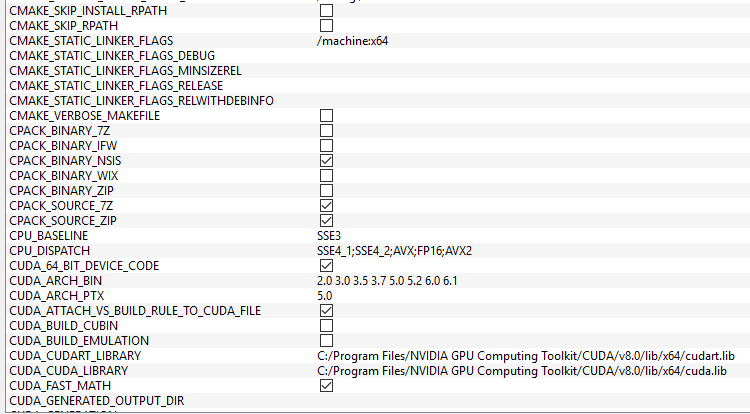 CMAKE_SKIP_INSTALL_RPATH
CMAKE_SKIP_RPATH
CMAKE_STATIC_LINKER_FLAGS /machine:x64
CMAKE_STATIC_LINKER_FLAGS_DEBUG
CMAKE_STATIC_LINKER_FLAGS_MINSIZEREL
CMAKE_STATIC_LINKER_FLAGS_RELEASE
CMAKE_STATIC_LINKER_FLAGS_RELWITHDEBINFO
CMAKE_VERBOSE_MAKEFILE
CPACK_BINARY_7Z
CPACK_BINARY_IFW
CPACK_BINARY_NSIS
CPACK_BINARY_WIX
CPACK_BINARY_ZIP
CPACK_SOURCE_7Z
CPACK_SOURCE_ZIP
CPU_BASELINE SSE3
CPU_DISPATCH SSE4_1;SSE4_2;AVX;FP16;AVX2
CUDA_64_BIT_DEVICE_CODE
CUDA_ARCH_BIN 2.0 3.0 3.5 3.7 5.0 5.2 6.0 6.1
CUDA_ARCH_PTX 5.0
CUDA_ATTACH_VS_BUILD_RULE_TO_CUDA_FILE
CUDA_BUILD_CUBIN
CUDA_BUILD_EMULATION
CUDA_CUDART_LIBRARY C:/Program Files/NVIDIA GPU Computing Toolkit/CUDA/v8.0/lib/x64/cudart.lib
CUDA_CUDA_LIBRARY C:/Program Files/NVIDIA GPU Computing Toolkit/CUDA/v8.0/lib/x64/cuda.lib
CUDA_FAST_MATH
CUDA_GENERATED_OUTPUT_DIR